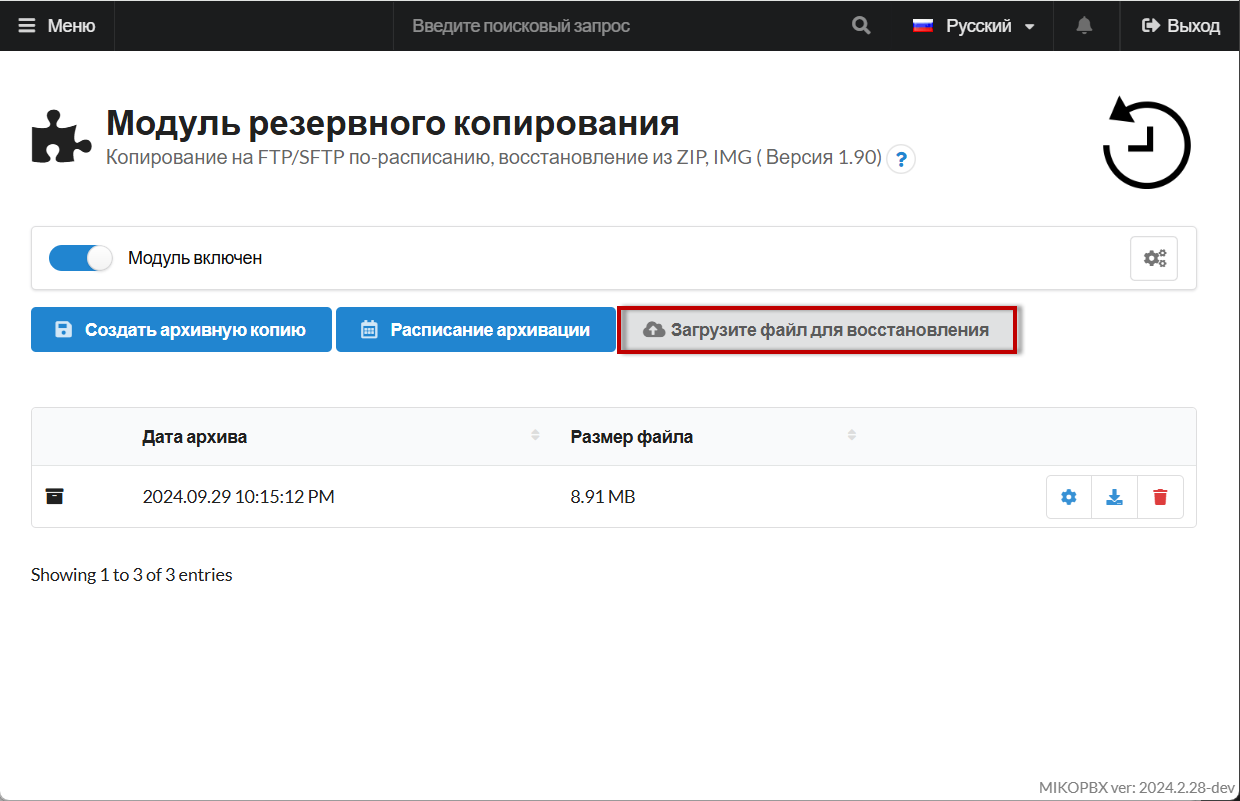 Меню Введите поисковый запрос Русский Выход
Модуль резервного копирования
Копирование на FTP/SFTP по-расписанию, восстановление из ZIP, IMG ( Версия 1.90) ?
Модуль включен
Создать архивную копию Расписание архивации Загрузите файл для восстановления
Дата архива Размер файла
2024.09.29 10:15:12 PM 8.91 MB
Showing 1 to 3 of 3 entries
MIKOPBX ver: 2024.2.28-dev